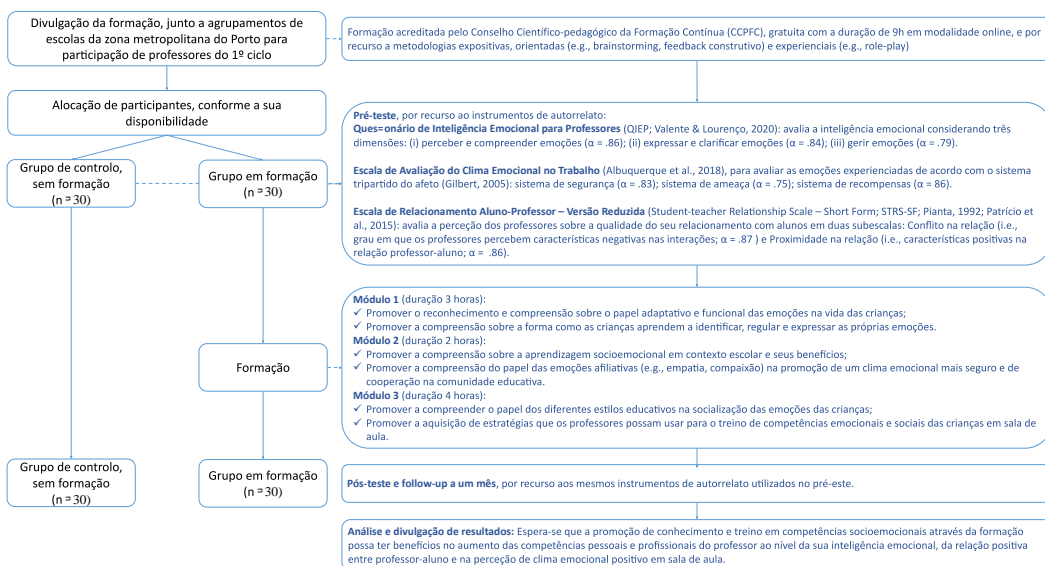 Divulgação da formação, junto a agrupamentos de
escolas da zona metropolitana do Porto para
participação de professores do 1º ciclo
Formação acreditada pelo Conselho Científico-pedagógico da Formação Contínua (CCPFC), gratuita com a duração de 9h em modalidade online, e por
recurso a metodologias expositivas, orientadas (e.g., brainstorming, feedback construtivo) e experienciais (e.g., role-play)
Alocação de participantes, conforme a sua
disponibilidade
Grupo de controlo,
sem formação
(n = 30)
Grupo em formação
(n = 30)
Pré-teste, por recurso ao instrumentos de autorrelato:
Ques=onário de Inteligência Emocional para Professores (QIEP; Valente & Lourenço, 2020): avalia a inteligência emocional considerando três
dimensões: (i) perceber e compreender emoções (α = .86); (ii) expressar e clarificar emoções (α = .84); (iii) gerir emoções (α = .79).
Escala de Avaliação do Clima Emocional no Trabalho (Albuquerque et al., 2018), para avaliar as emoções experienciadas de acordo com o sistema
tripartido do afeto (Gilbert, 2005): sistema de segurança (α = .83); sistema de ameaça (α = .75); sistema de recompensas (α = 86).
Escala de Relacionamento Aluno-Professor – Versão Reduzida (Student-teacher Relationship Scale – Short Form; STRS-SF; Pianta, 1992; Patrício et
al., 2015): avalia a perceção dos professores sobre a qualidade do seu relacionamento com alunos em duas subescalas: Conflito na relação (i.e.,
grau em que os professores percebem características negativas nas interações; α = .87 ) e Proximidade na relação (i.e., características positivas na
relação professor-aluno; α = .86).
Formação
Módulo 1 (duração 3 horas):
✓ Promover o reconhecimento e compreensão sobre o papel adaptativo e funcional das emoções na vida das crianças;
✓ Promover a compreensão sobre a forma como as crianças aprendem a identificar, regular e expressar as próprias emoções.
Módulo 2 (duração 2 horas):
✓ Promover a compreensão sobre a aprendizagem socioemocional em contexto escolar e seus benefícios;
✓ Promover a compreensão do papel das emoções afiliativas (e.g., empatia, compaixão) na promoção de um clima emocional mais seguro e de
cooperação na comunidade educativa.
Módulo 3 (duração 4 horas):
✓ Promover a compreender o papel dos diferentes estilos educativos na socialização das emoções das crianças;
✓ Promover a aquisição de estratégias que os professores possam usar para o treino de competências emocionais e sociais das crianças em sala de
aula.
Grupo de controlo,
sem formação
(n = 30)
Grupo em formação
(n = 30)
Pós-teste e follow-up a um mês, por recurso aos mesmos instrumentos de autorrelato utilizados no pré-este.
Análise e divulgação de resultados: Espera-se que a promoção de conhecimento e treino em competências socioemocionais através da formação
possa ter benefícios no aumento das competências pessoais e profissionais do professor ao nível da sua inteligência emocional, da relação positiva
entre professor-aluno e na perceção de clima emocional positivo em sala de aula.